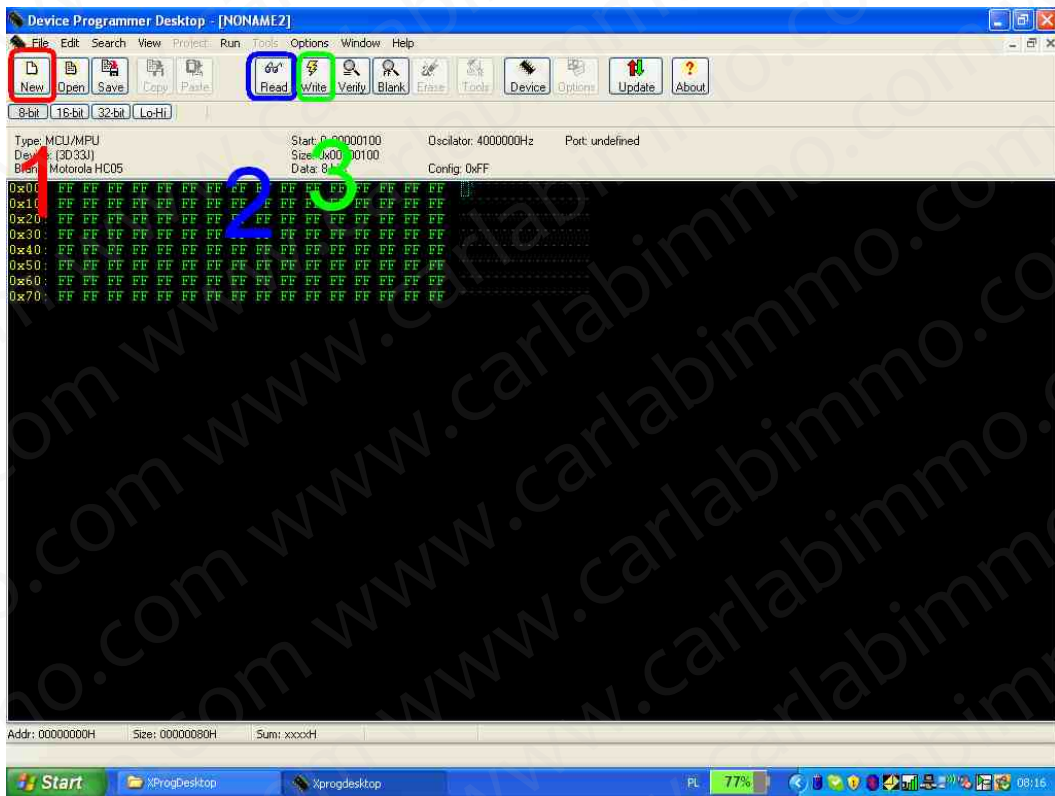 Device Programmer Desktop - [NONAME2]
File Edit Search View Project Run Tools Options Window Help
New Open Save Copy Paste Read Write Verify Blank Erase Tools Device Options Update About
8-bit 16-bit 32-bit Lo-Hi
Type: MCU/MPU Start: 0x00000100 Oscilator: 4000000Hz Port: undefined
(3D33J)
Motorola HC05 Data: Config: 0xFF
1 2 3
FF FF FF FF FF FF FF FF FF FF FF FF FF FF FF FF
0x10: FF FF FF FF FF FF FF FF FF FF FF FF FF FF FF FF
0x20: FF FF FF FF FF FF FF FF FF FF FF FF FF FF FF FF
0x30: FF FF FF FF FF FF FF FF FF FF FF FF FF FF
0x40: FF FF FF FF FF FF FF FF FF FF FF FF FF FF FF FF
0x50: FF FF FF FF FF FF FF FF FF FF FF FF FF FF FF FF
0x60: FF FF FF FF FF FF FF FF FF FF FF FF FF FF FF FF
0x70: FF FF FF FF FF FF FF FF FF FF FF FF FF FF FF FF
www.carlabimmo.com
Addr: 00000000H Size: 00000080H Sum: xxxxH
Start XProgDesktop Xprogdesktop PL 77% 08:16